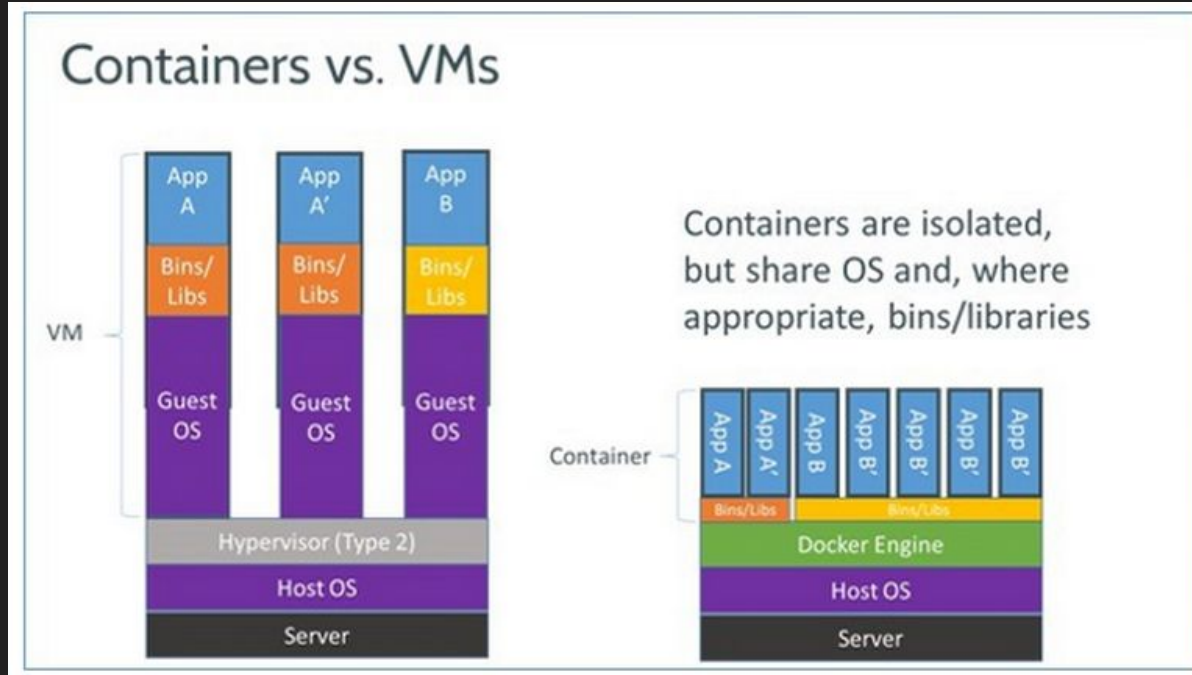 Containers vs. VMs
VM
App
A
App
A'
App
B
Bins/
Libs
Bins/
Libs
Bins/
Libs
Guest
OS
Guest
OS
Guest
OS
Hypervisor (Type 2)
Host OS
Server
Containers are isolated,
but share OS and, where
appropriate, bins/libraries
Container
App A
App A'
App B
App B'
App B'
App B'
App B'
Bins/Libs
Bins/Libs
Docker Engine
Host OS
Server